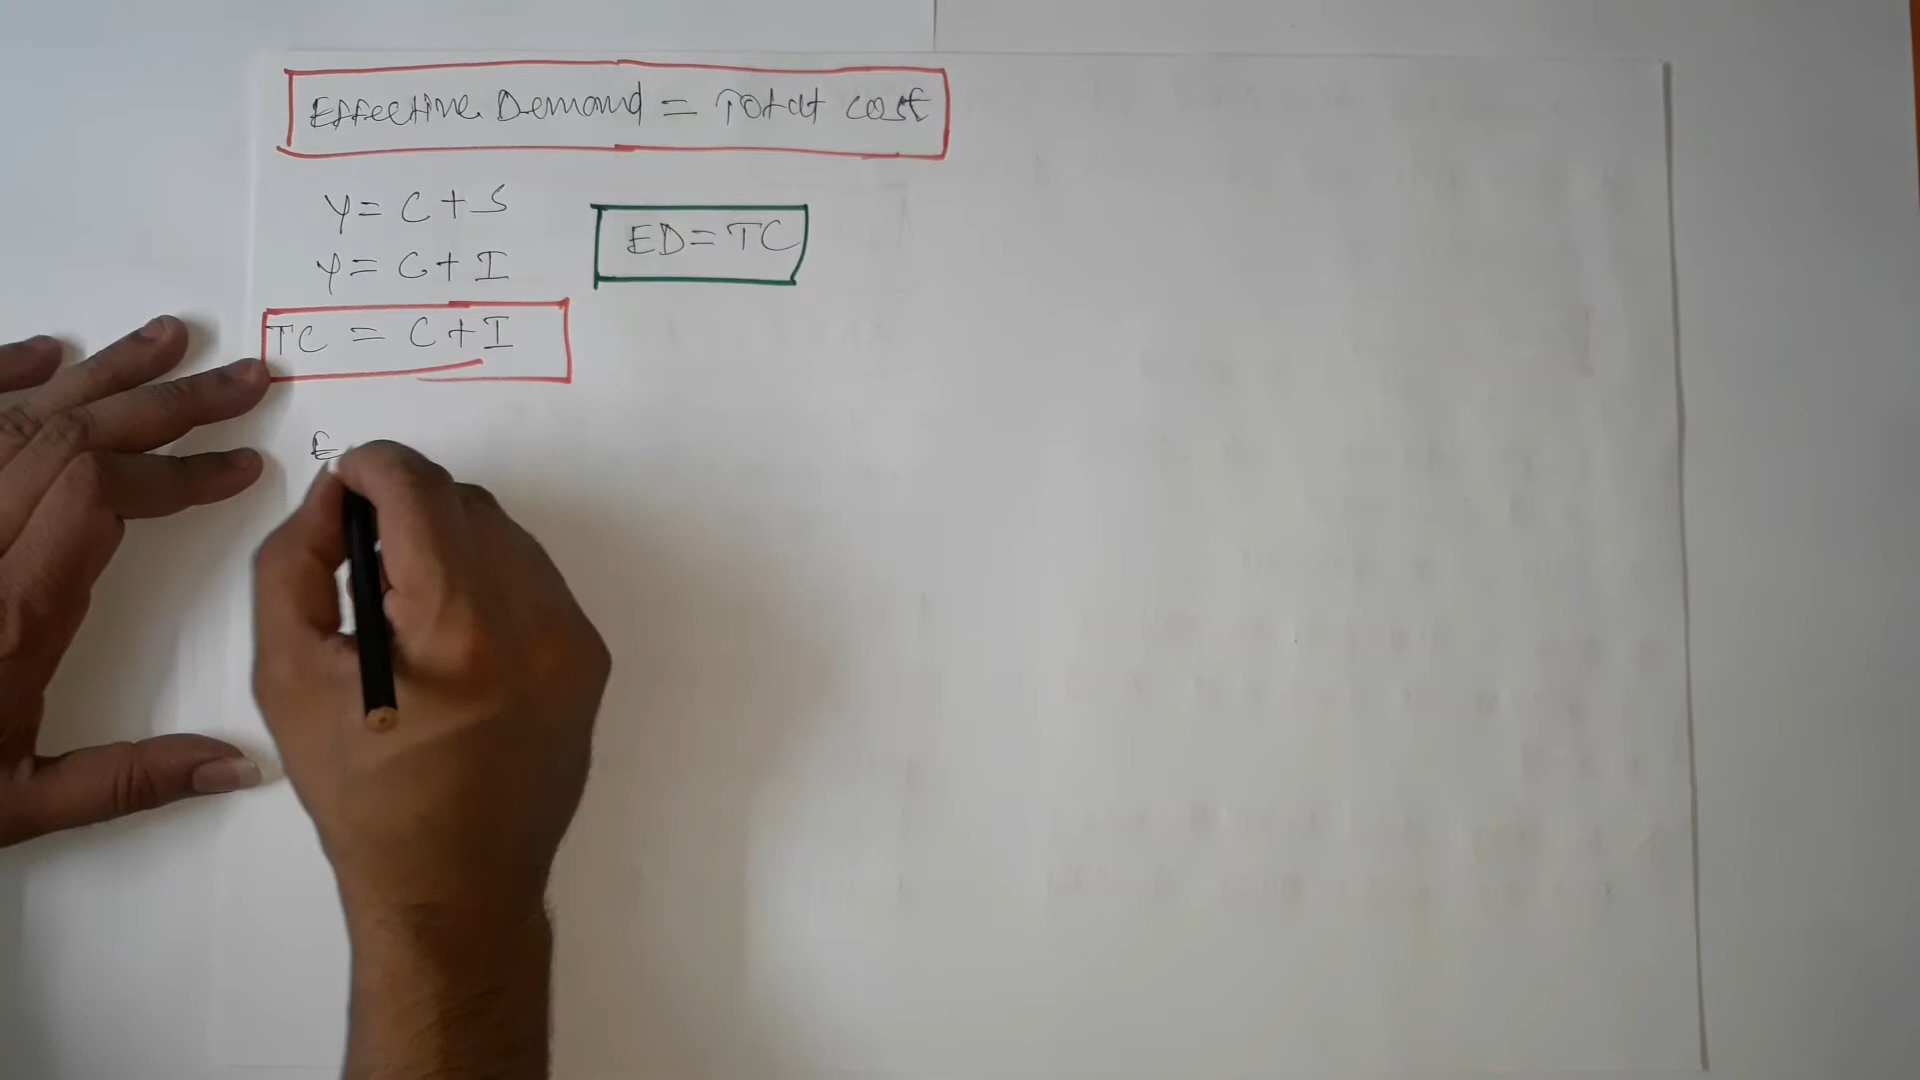 Effective Demand = Total cost
Y = C + S
ED = TC
Y = C + I
TC = C + I
E